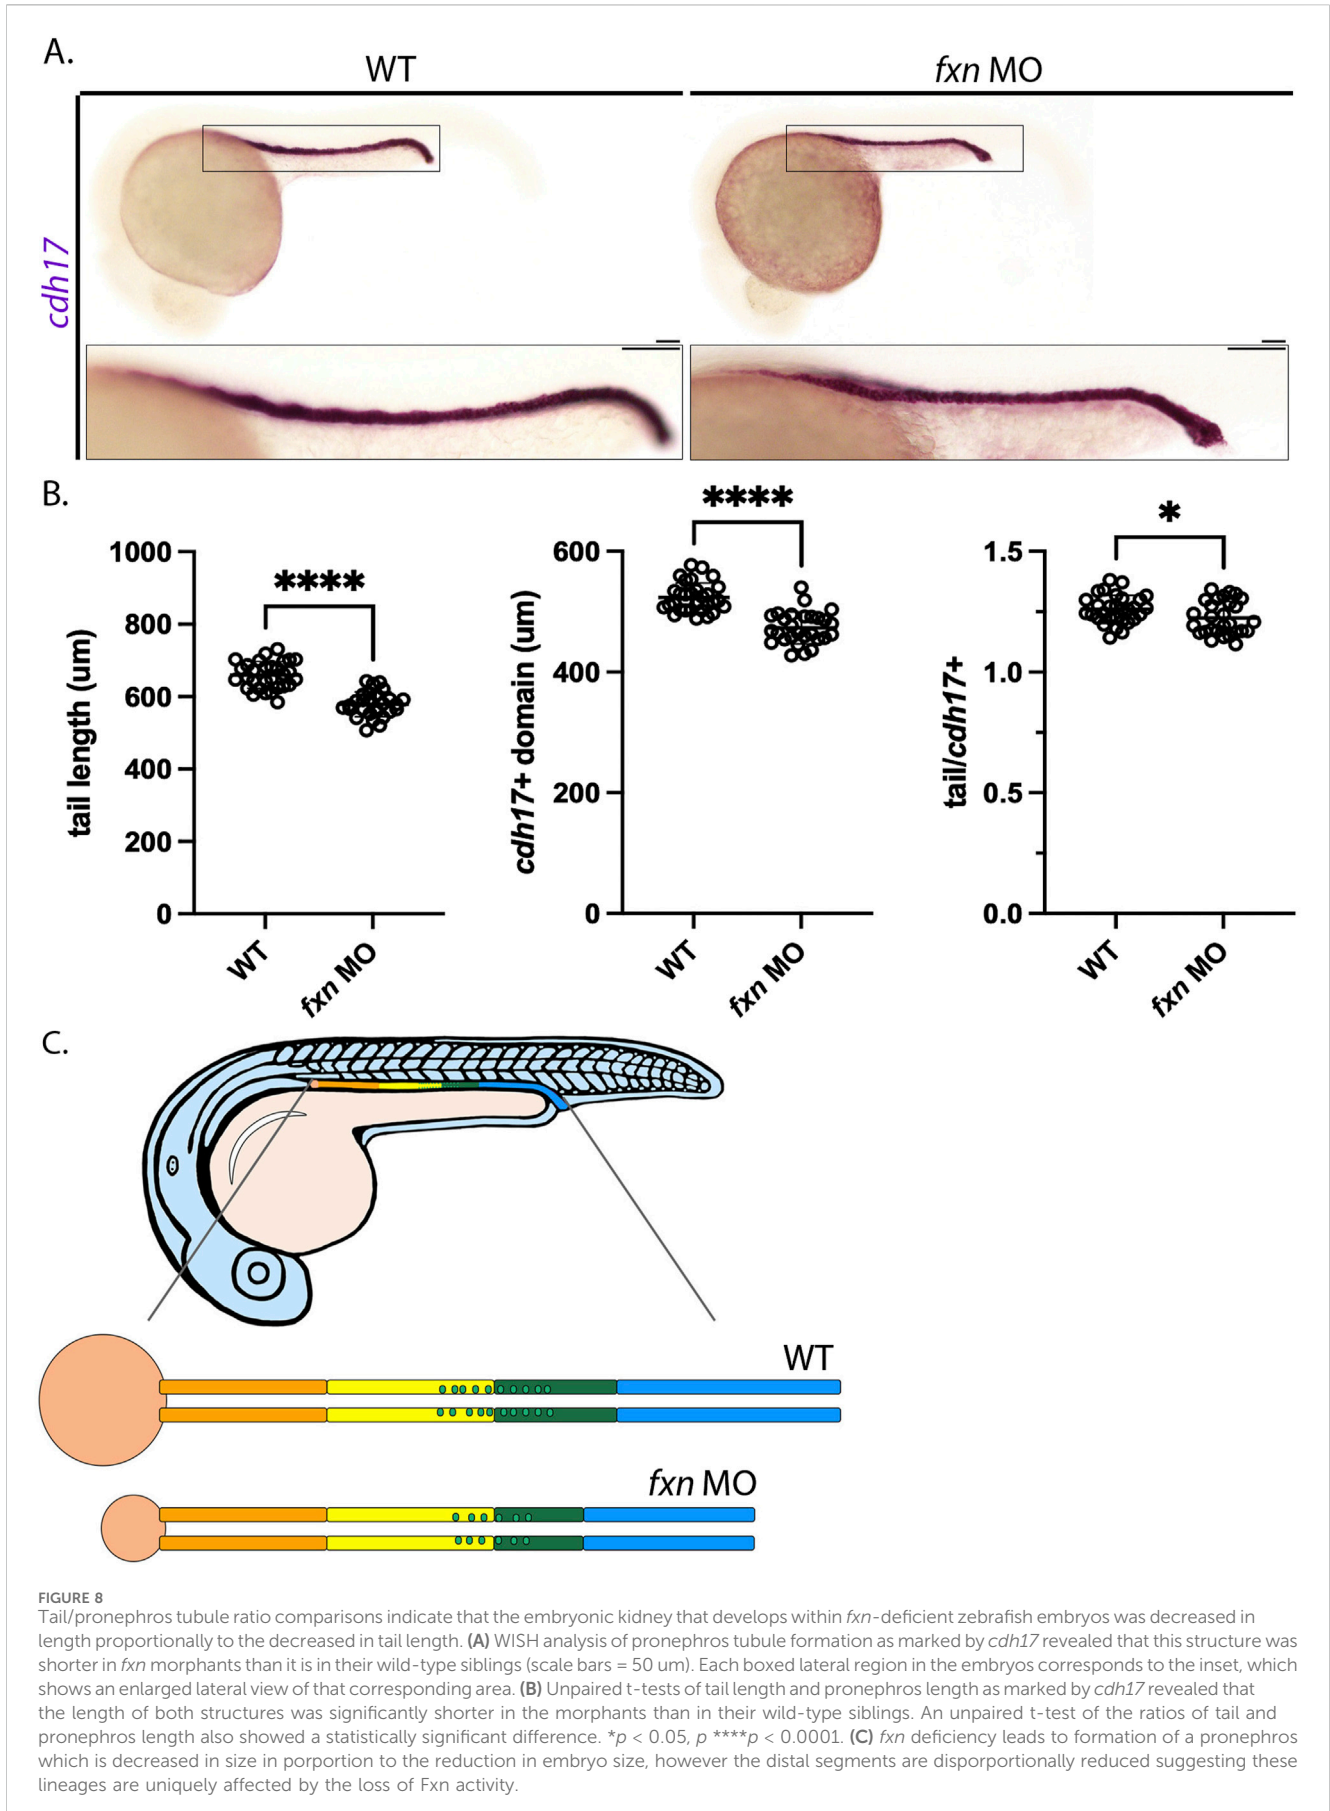 A.
WT
fxn MO
cdh17
B.
****
1000
800
600
400
200
0
tail length (um)
WT
fxn MO
****
600
400
200
0
cdh17+ domain (um)
WT
fxn MO
*
1.5
1.0
0.5
0.0
tail/cdh17+
WT
fxn MO
C.
WT
fxn MO
FIGURE 8
Tail/pronephros tubule ratio comparisons indicate that the embryonic kidney that develops within fxn-deficient zebrafish embryos was decreased in
length proportionally to the decreased in tail length. (A) WISH analysis of pronephros tubule formation as marked by cdh17 revealed that this structure was
shorter in fxn morphants than it is in their wild-type siblings (scale bars = 50 um). Each boxed lateral region in the embryos corresponds to the inset, which
shows an enlarged lateral view of that corresponding area. (B) Unpaired t-tests of tail length and pronephros length as marked by cdh17 revealed that
the length of both structures was significantly shorter in the morphants than in their wild-type siblings. An unpaired t-test of the ratios of tail and
pronephros length also showed a statistically significant difference. *p < 0.05, p ****p < 0.0001. (C) fxn deficiency leads to formation of a pronephros
which is decreased in size in porportion to the reduction in embryo size, however the distal segments are disporportionally reduced suggesting these
lineages are uniquely affected by the loss of Fxn activity.